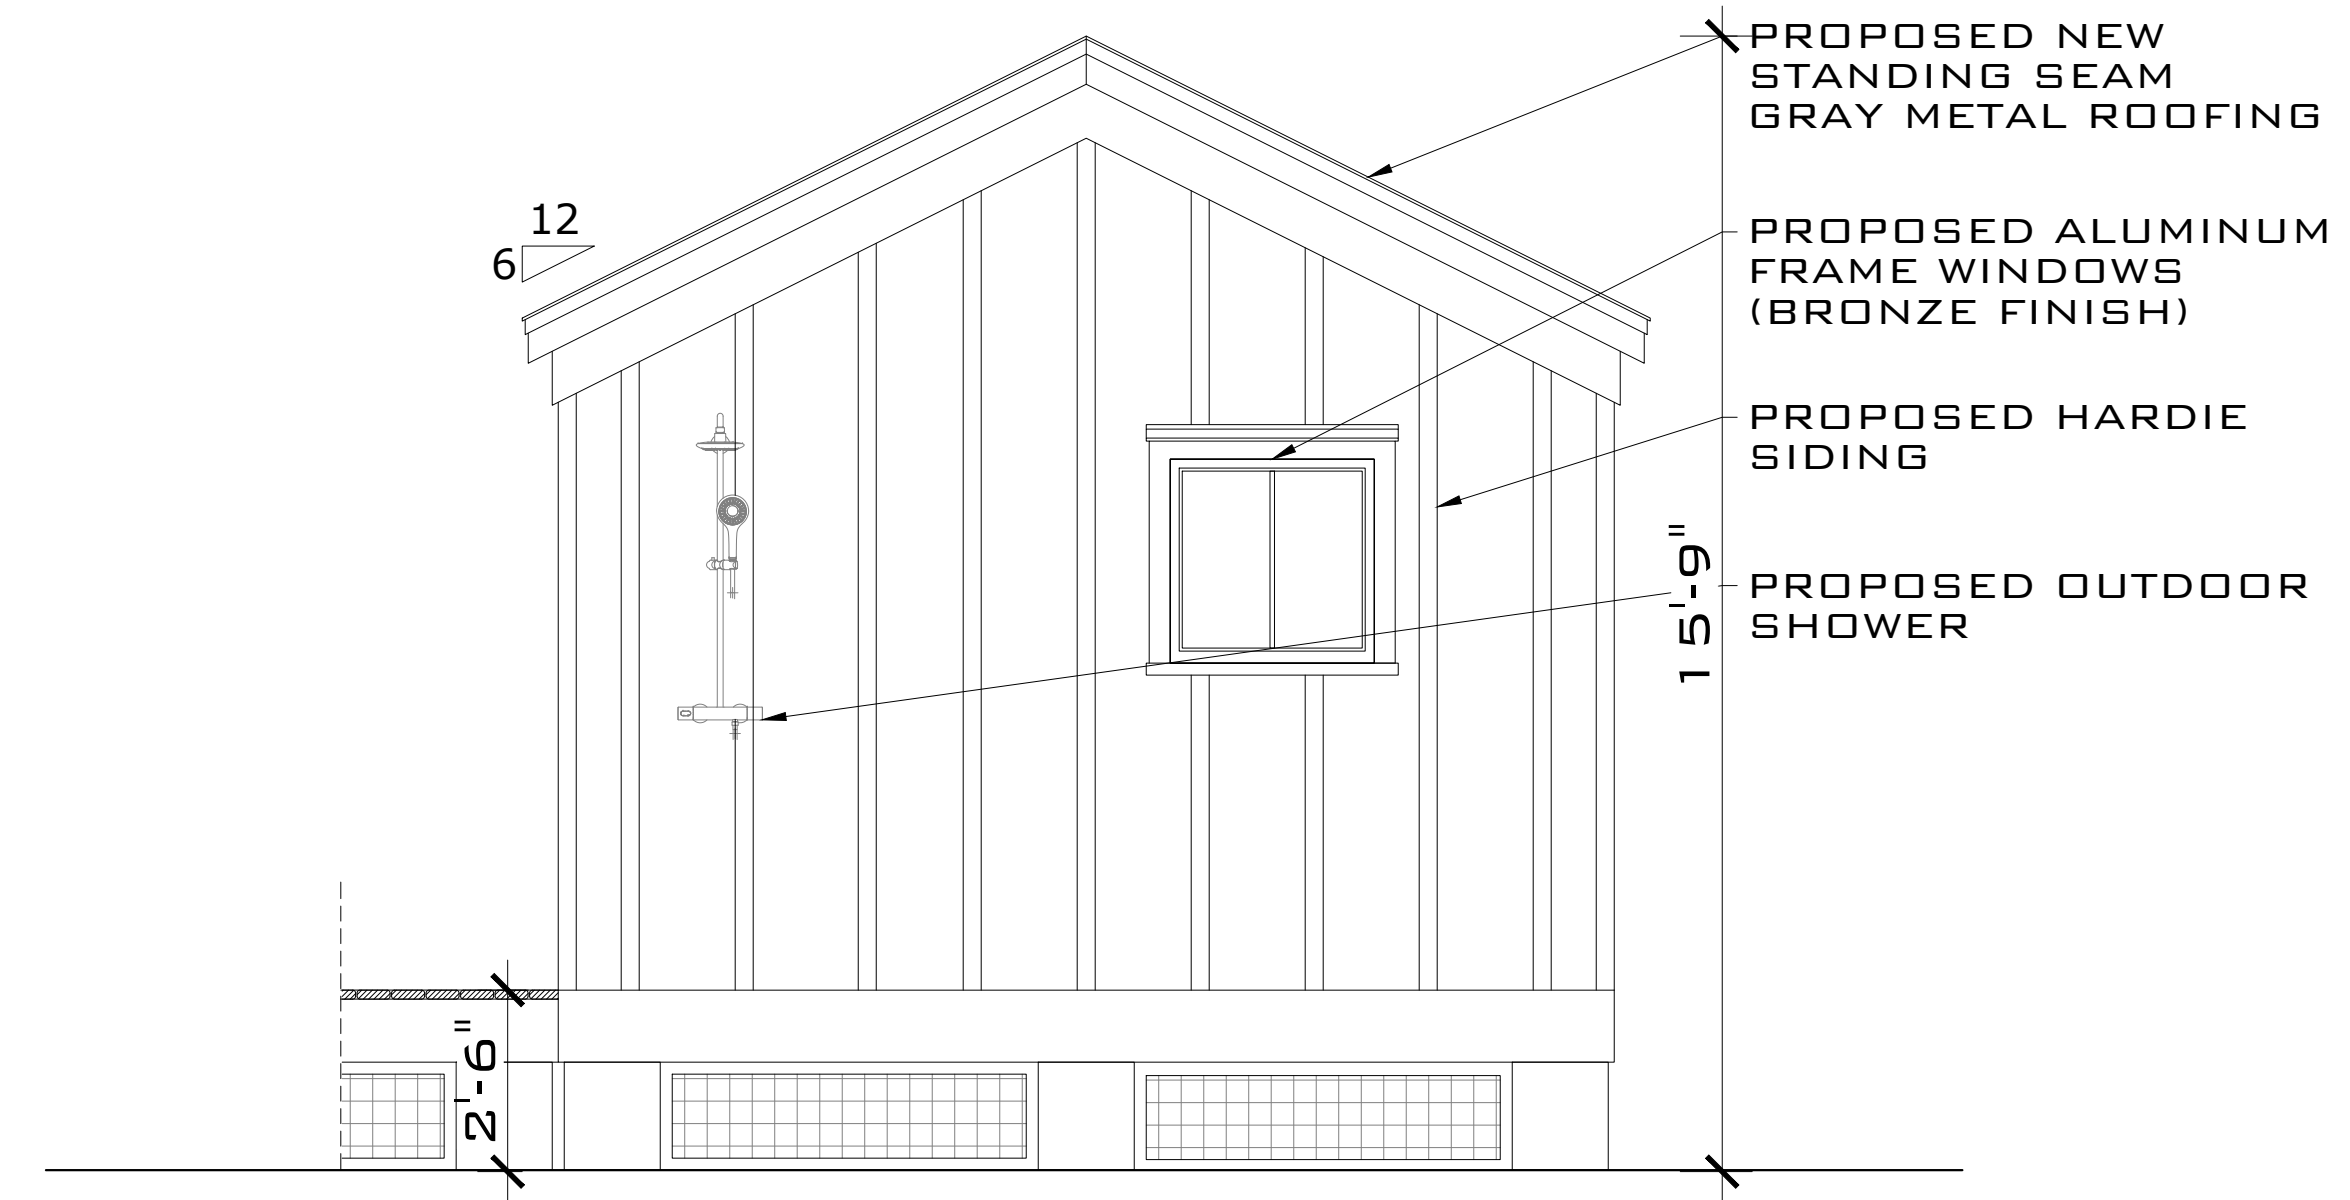 PROPOSED NEW
STANDING SEAM
GRAY METAL ROOFING
12
6
PROPOSED ALUMINUM
FRAME WINDOWS
(BRONZE FINISH)
PROPOSED HARDIE
SIDING
15'-9"
PROPOSED OUTDOOR
SHOWER
2'-6"